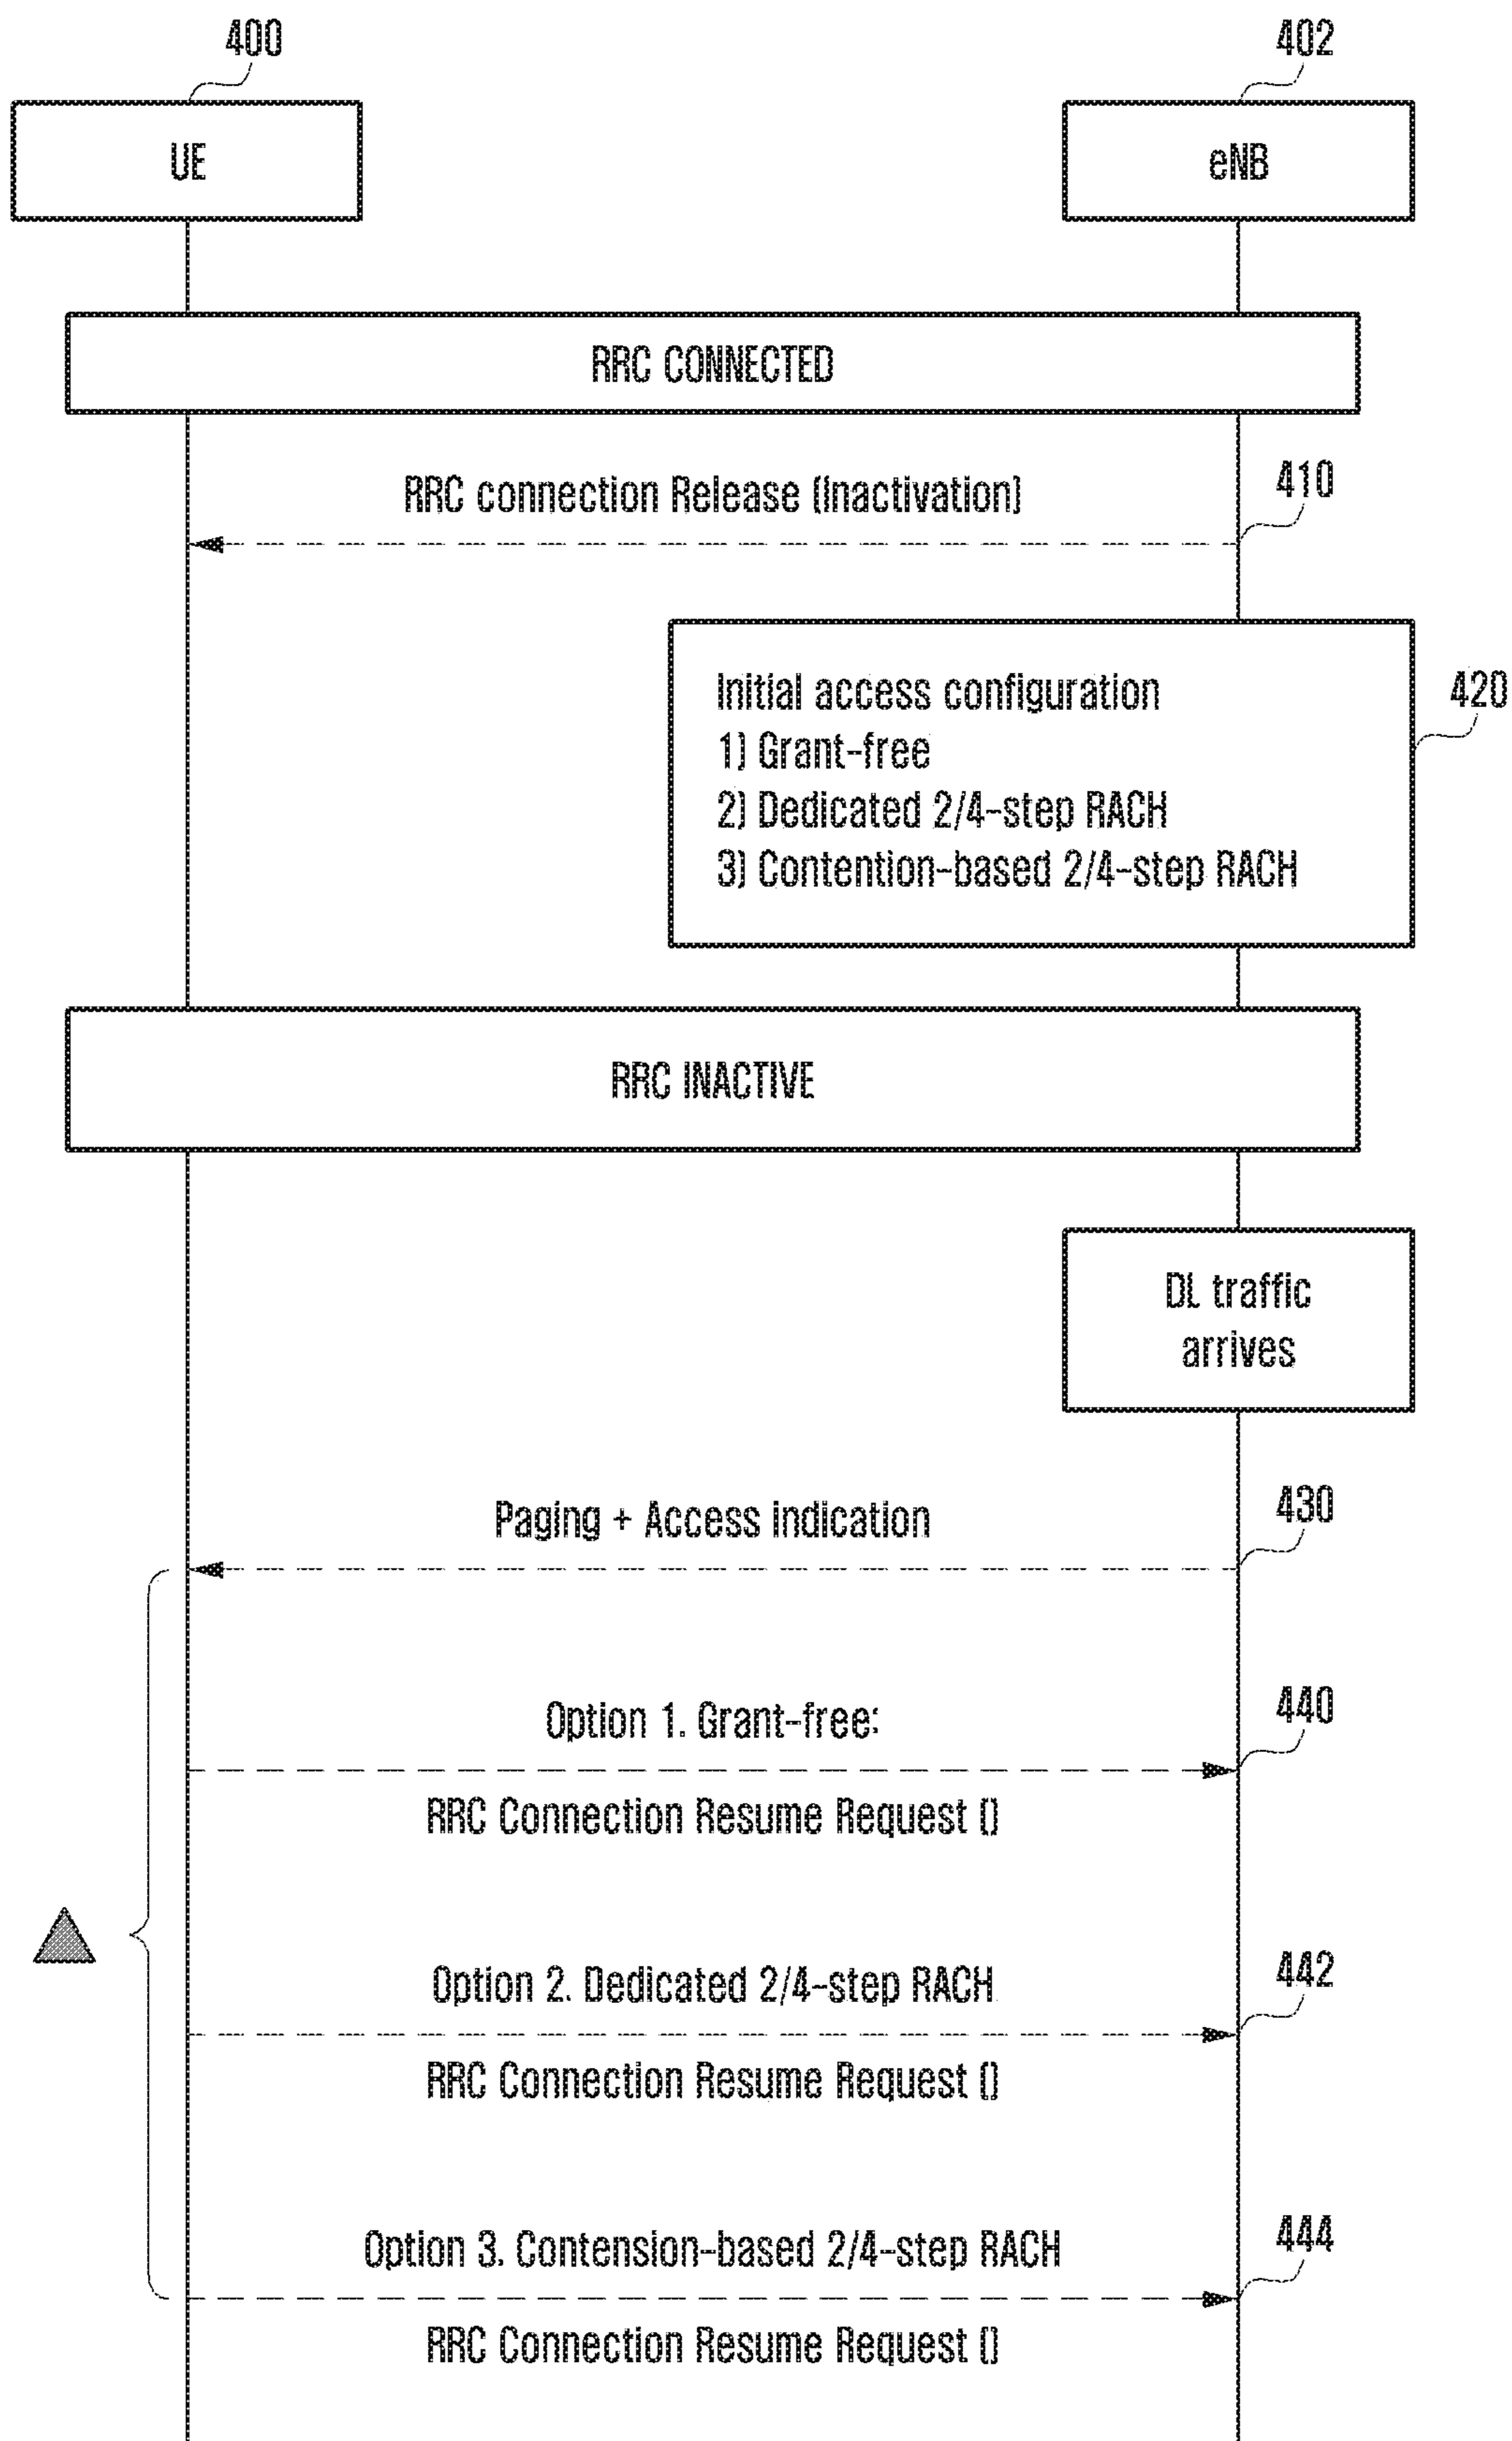 400
402
UE
eNB
RRC CONNECTED
RRC connection Release (Inactivation)
410
Initial access configuration
1) Grant-free
2) Dedicated 2/4-step RACH
3) Contention-based 2/4-step RACH
420
RRC INACTIVE
DL traffic
arrives
Paging + Access indication
430
Option 1. Grant-free:
440
RRC Connection Resume Request ()
Option 2. Dedicated 2/4-step RACH
442
RRC Connection Resume Request ()
Option 3. Contension-based 2/4-step RACH
444
RRC Connection Resume Request ()